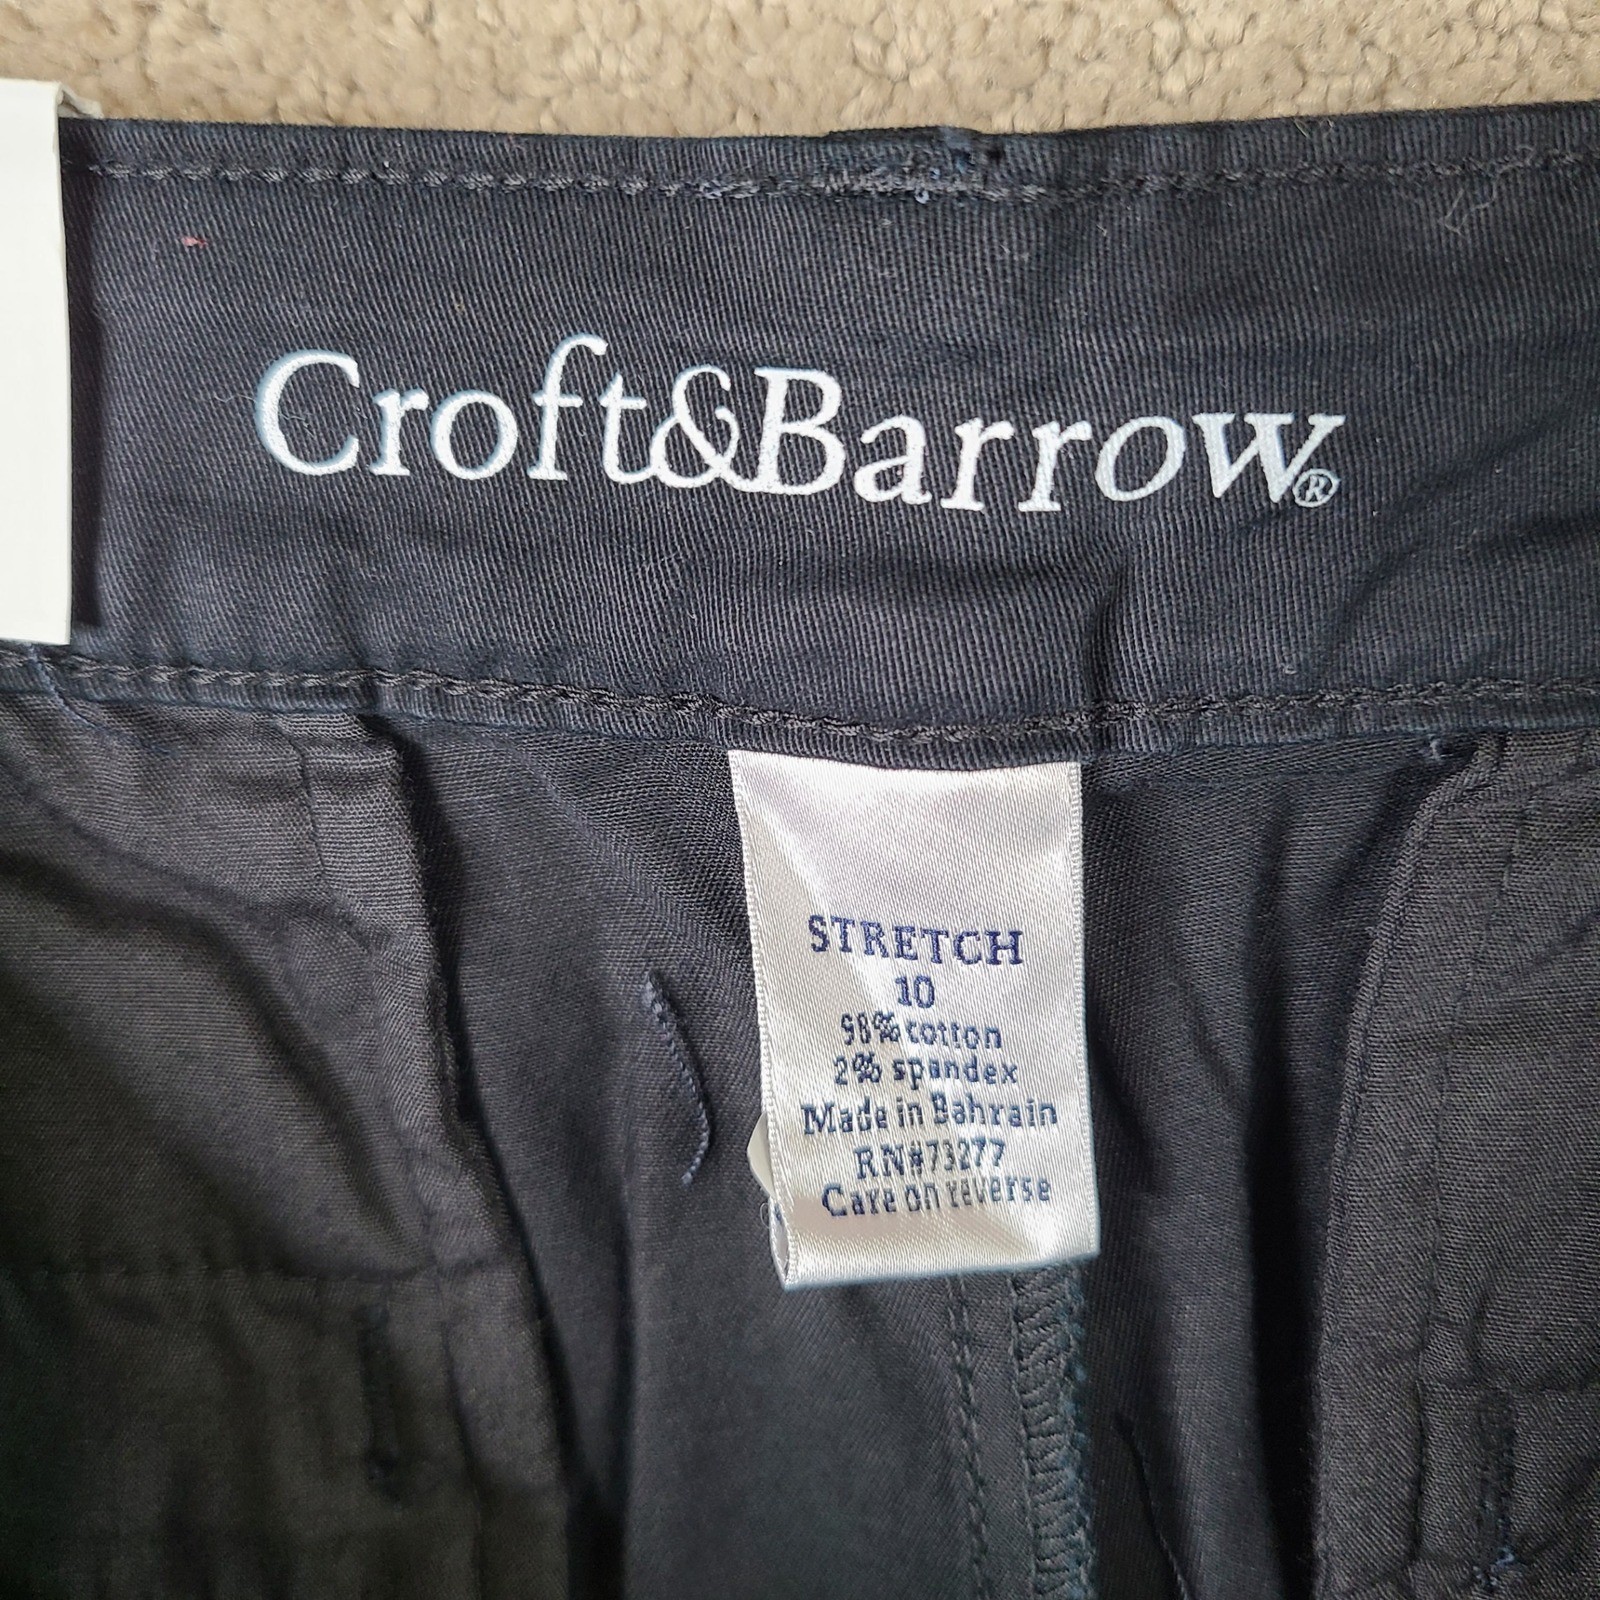 Croft&Barrow®
STRETCH
10
98% cotton
2% spandex
Made in Bahrain
RN#73277
Care on reverse